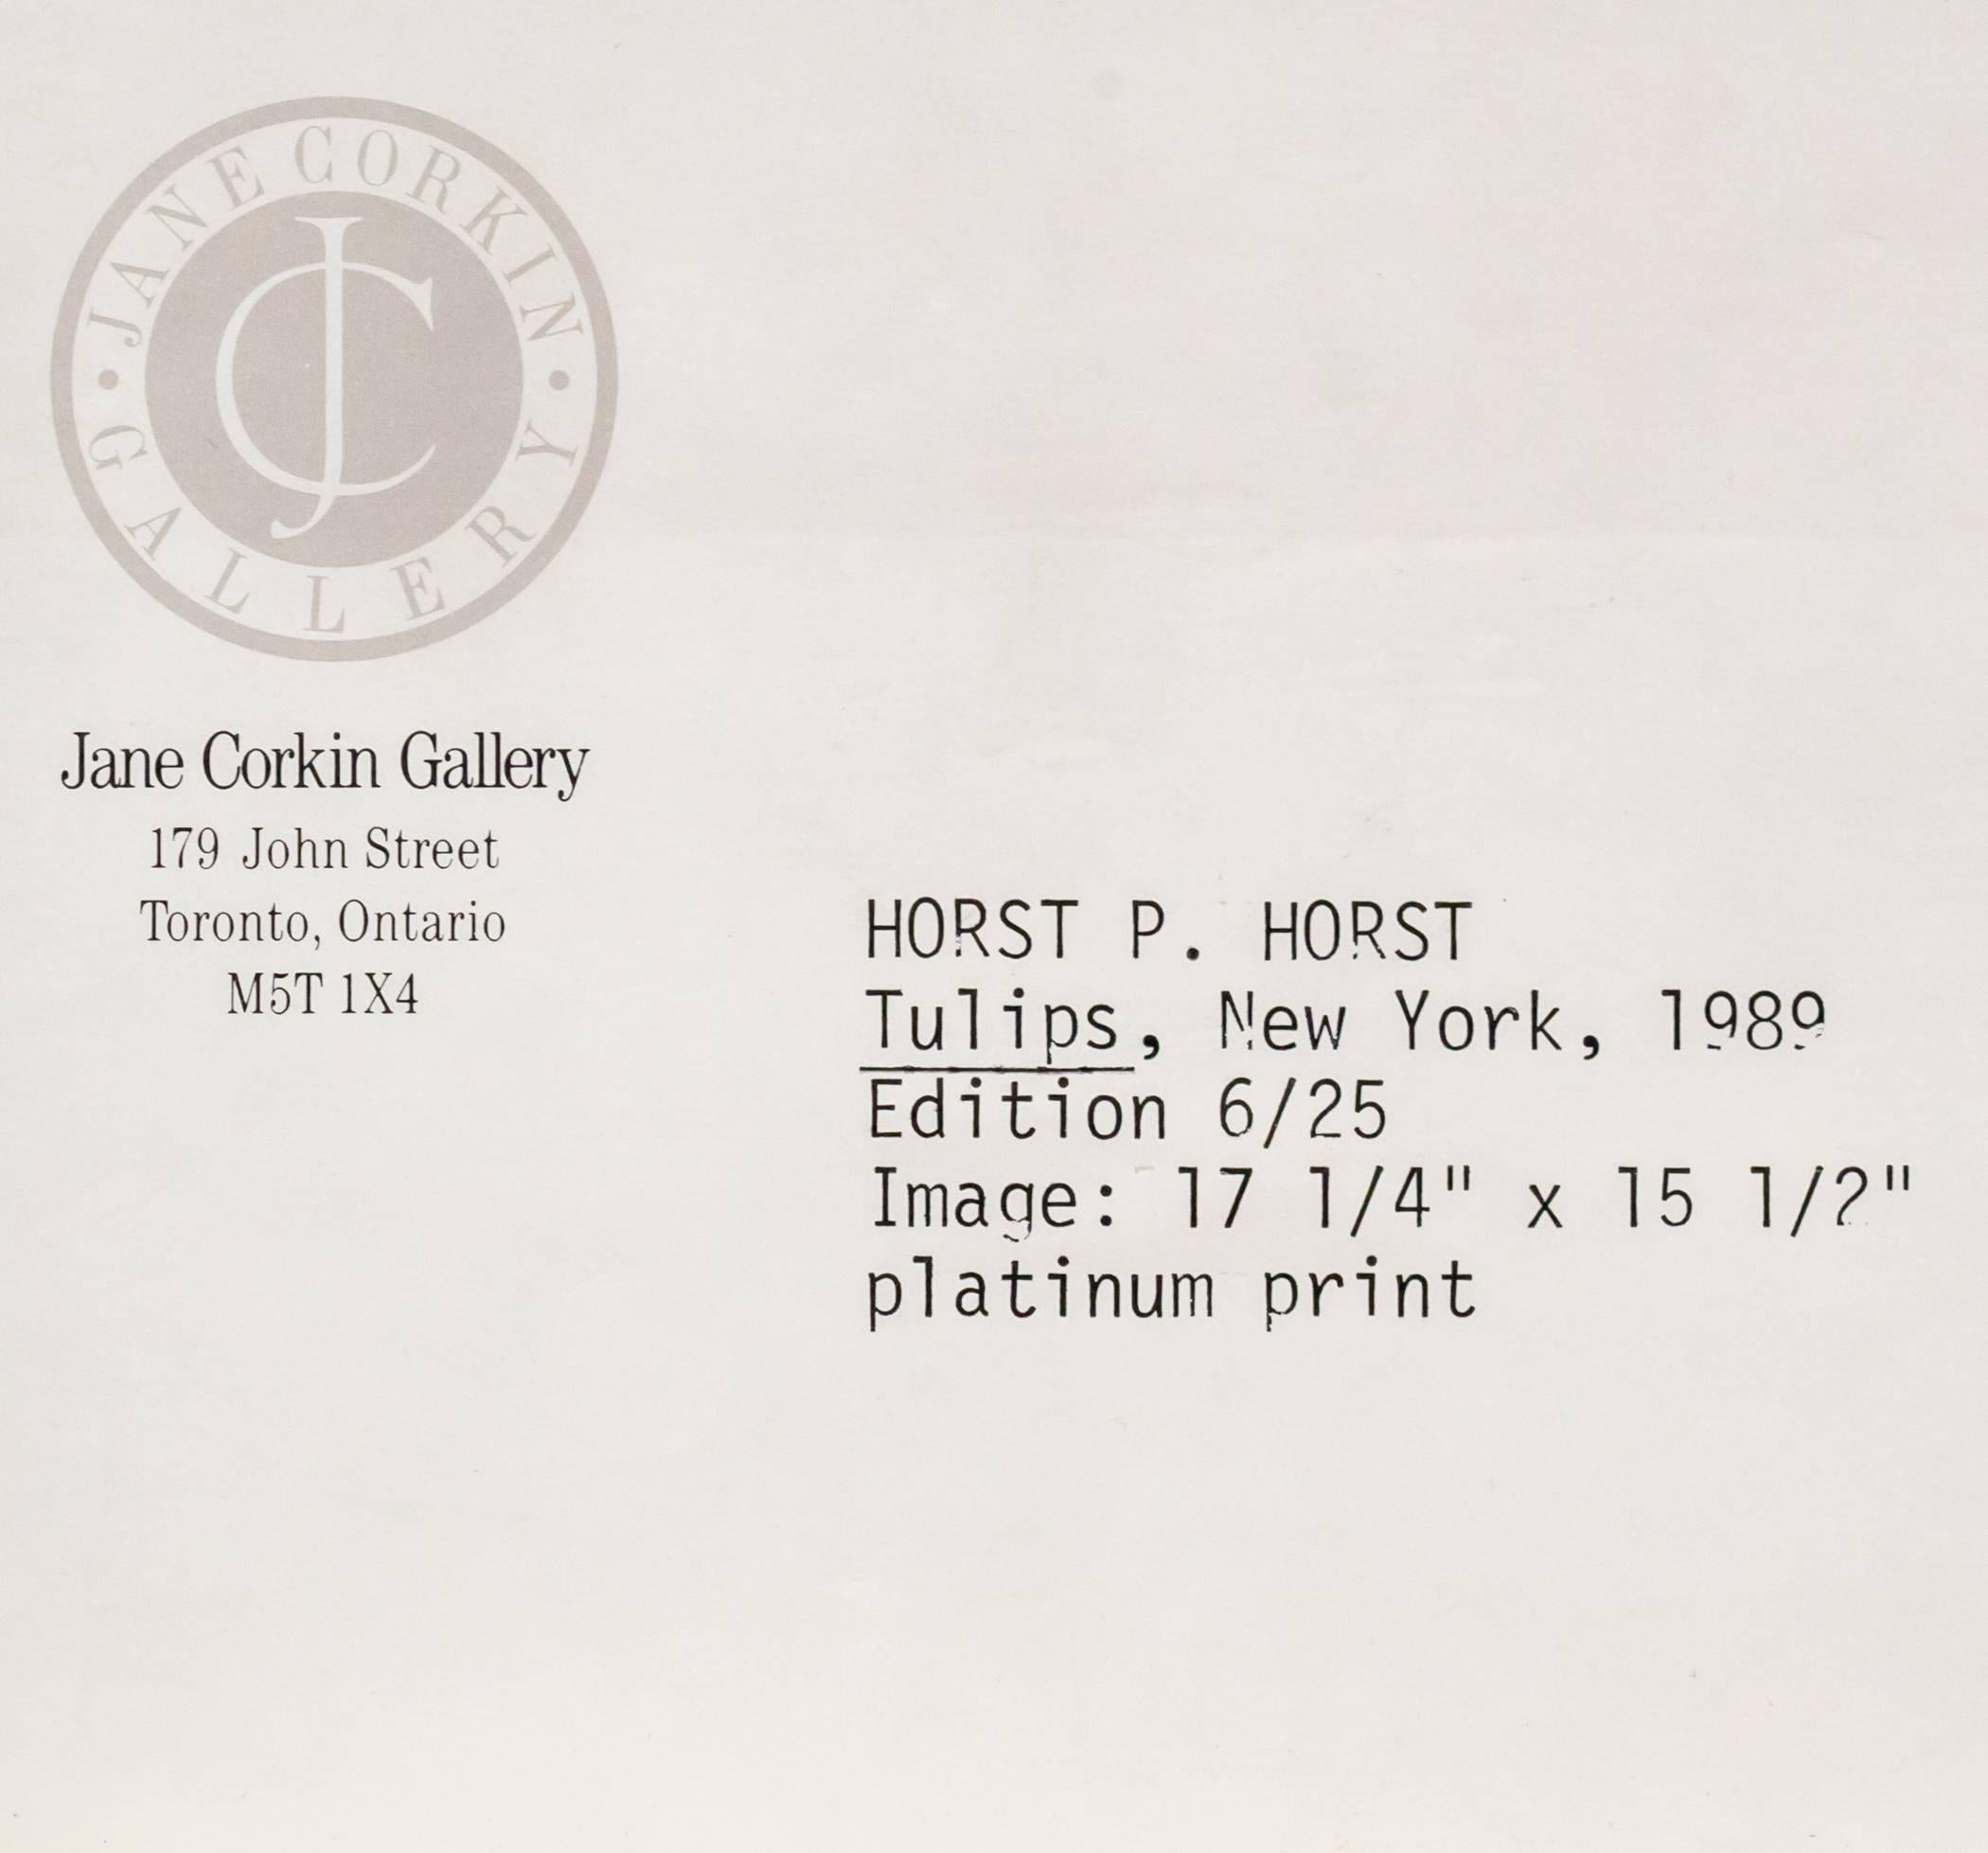 JANE CORKIN
GALLERY
JC
Jane Corkin Gallery
179 John Street
Toronto, Ontario
M5T 1X4
HORST P. HORST
Tulips, New York, 1989
Edition 6/25
Image: 17 1/4" x 15 1/2"
platinum print